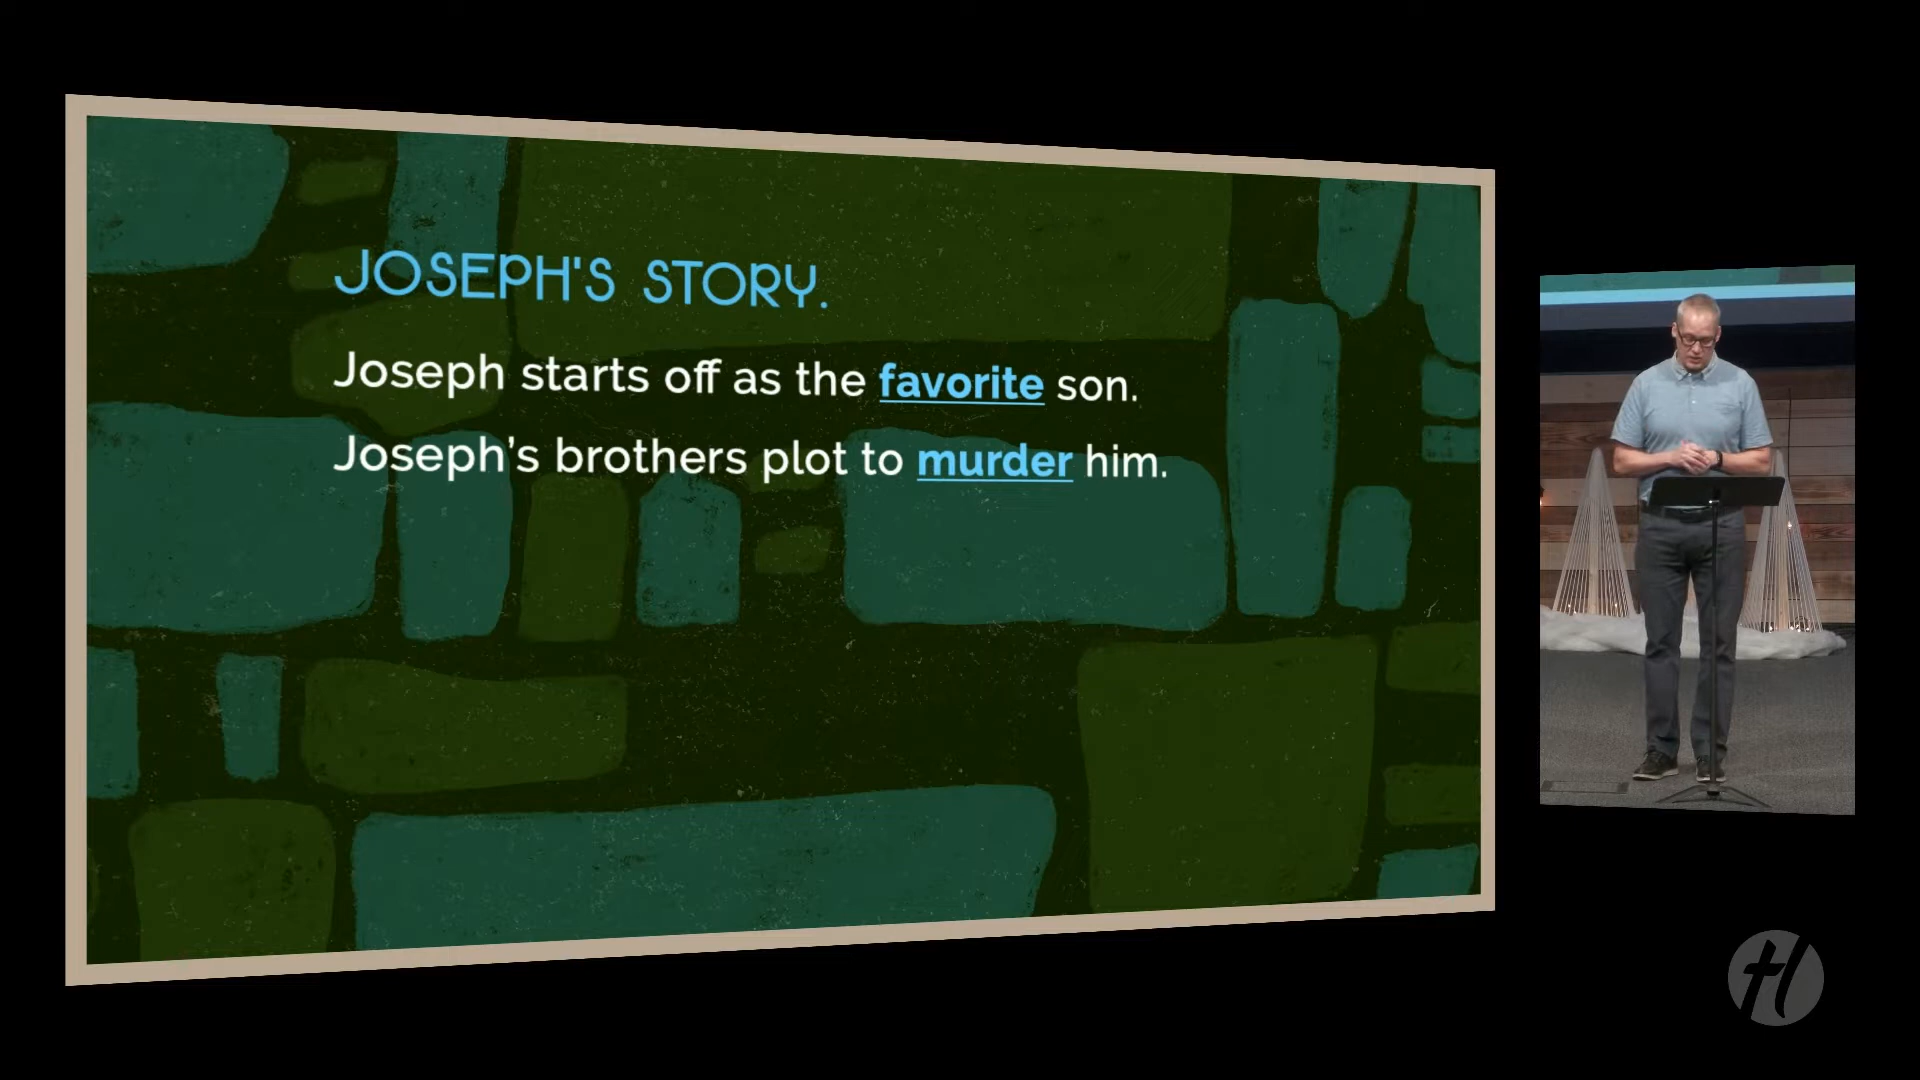 JOSEPH'S STORY.
Joseph starts off as the favorite son.
Joseph’s brothers plot to murder him.